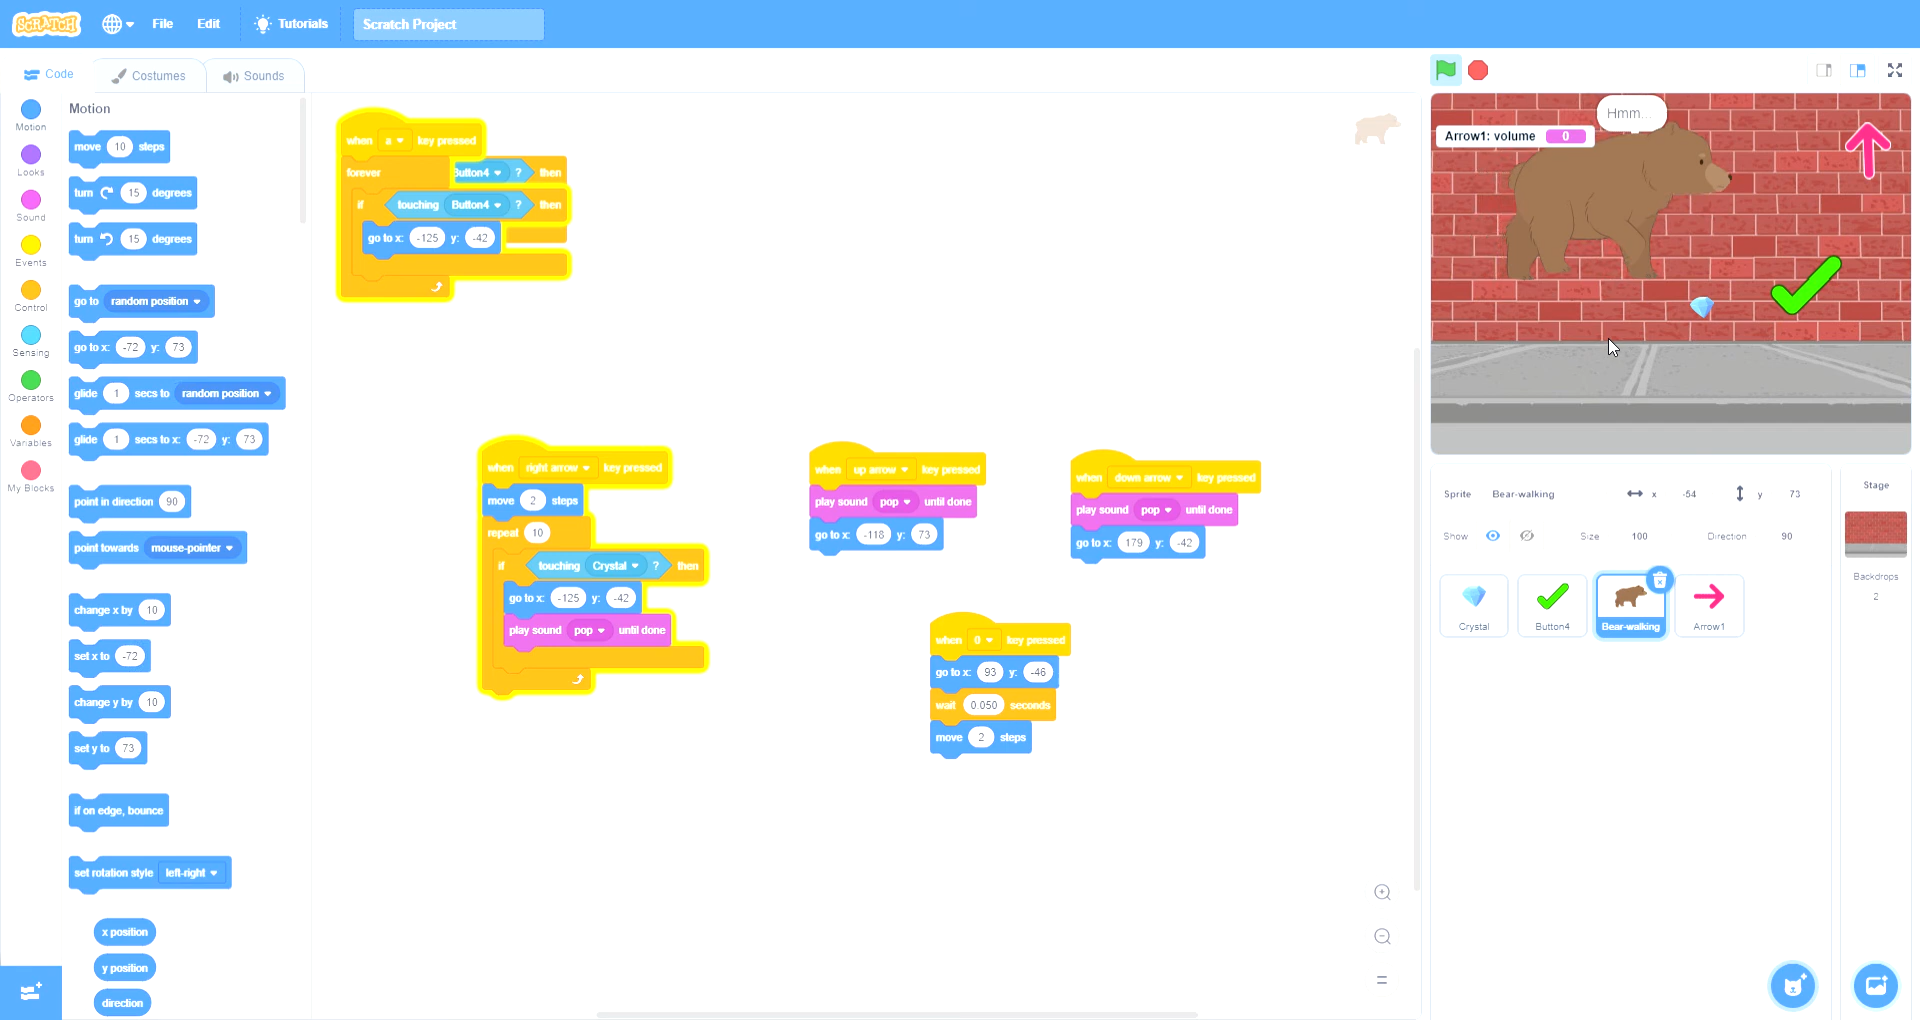 SCRATCH
File
Edit
Tutorials
Scratch Project
Code
Costumes
Sounds
Motion
Looks
Sound
Events
Control
Sensing
Operators
Variables
My Blocks
Motion
move 10 steps
turn 15 degrees
turn 15 degrees
go to random position
go to x: -72 y: 73
glide 1 secs to random position
glide 1 secs to x: -72 y: 73
point in direction 90
point towards mouse-pointer
change x by 10
set x to -72
change y by 10
set y to 73
if on edge, bounce
set rotation style left-right
x position
y position
direction
when a key pressed
forever
Button4 ? then
if touching Button4 ? then
go to x: -125 y: -42
when right arrow key pressed
move 2 steps
repeat 10
if touching Crystal ? then
go to x: -125 y: -42
play sound pop until done
when up arrow key pressed
play sound pop until done
go to x: -118 y: 73
when down arrow key pressed
play sound pop until done
go to x: 179 y: -42
when 0 key pressed
go to x: 93 y: -46
wait 0.050 seconds
move 2 steps
Hmm...
Arrow1: volume 0
Sprite Bear-walking x -54 y 73
Show Size 100 Direction 90
Crystal
Button4
Bear-walking
Arrow1
Stage
Backdrops
2